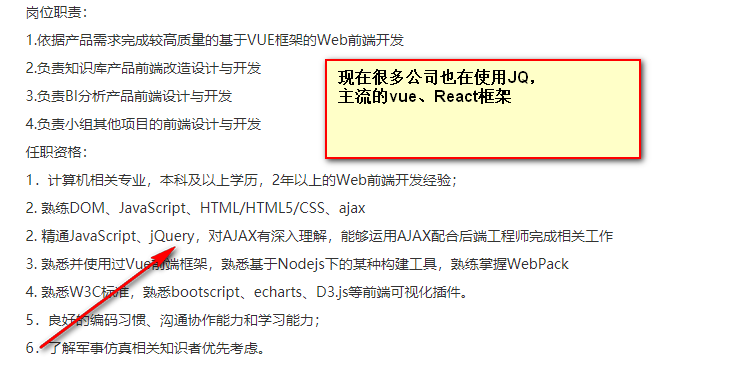 岗位职责：
1.依据产品需求完成较高质量的基于VUE框架的Web前端开发
2.负责知识库产品前端改造设计与开发
3.负责BI分析产品前端设计与开发
4.负责小组其他项目的前端设计与开发
现在很多公司也在使用JQ，
主流的vue、React框架
任职资格：
1．计算机相关专业，本科及以上学历，2年以上的Web前端开发经验；
2. 熟练DOM、JavaScript、HTML/HTML5/CSS、ajax
2. 精通JavaScript、jQuery，对AJAX有深入理解，能够运用AJAX配合后端工程师完成相关工作
3. 熟悉并使用过Vue前端框架，熟悉基于Nodejs下的某种构建工具，熟练掌握WebPack
4. 熟悉W3C标准，熟悉bootscript、echarts、D3.js等前端可视化插件。
5．良好的编码习惯、沟通协作能力和学习能力；
6．了解军事仿真相关知识者优先考虑。